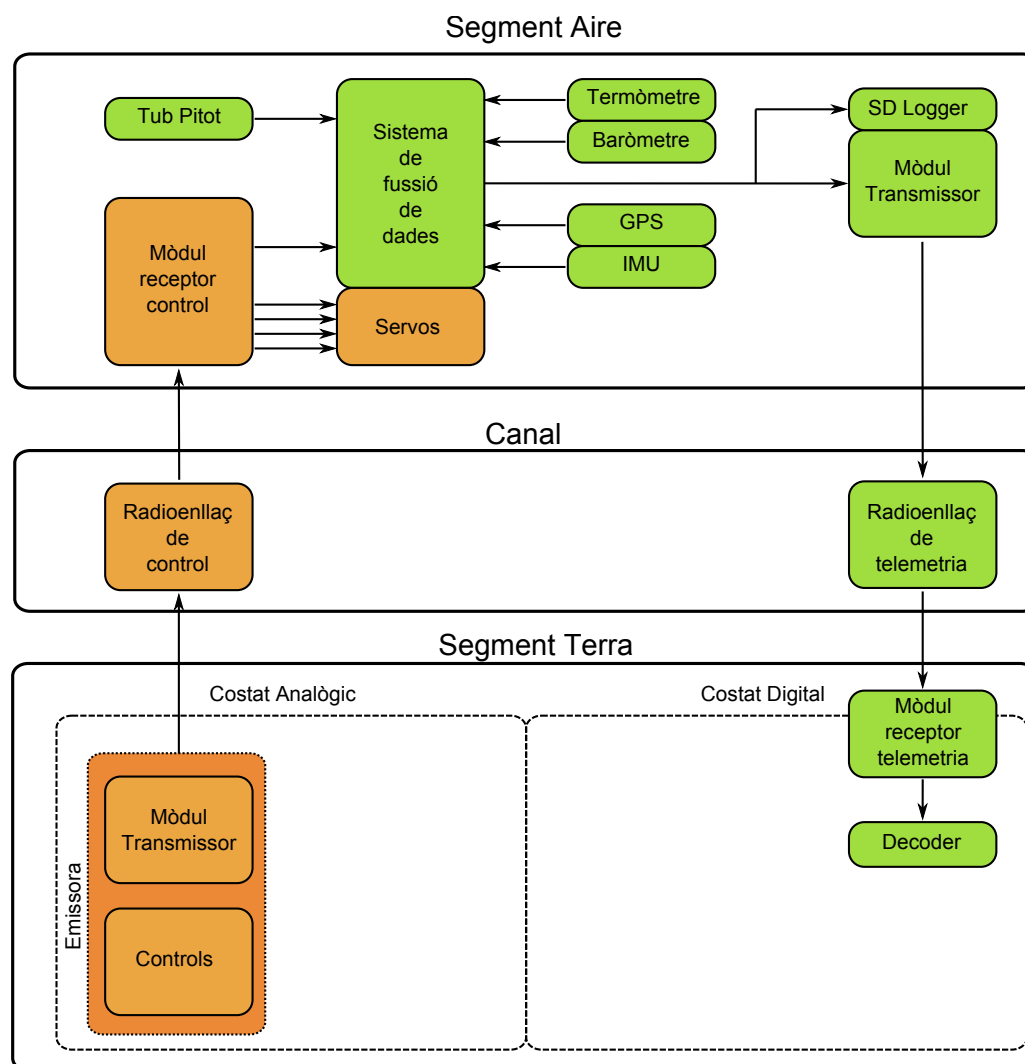 Segment Aire
Tub Pitot
Sistema
de
fussió
de
dades
Termòmetre
Baròmetre
SD Logger
Mòdul
Transmissor
Mòdul
receptor
control
GPS
IMU
Servos
Canal
Radioenllaç
de
control
Radioenllaç
de
telemetria
Segment Terra
Costat Analògic
Costat Digital
Mòdul
receptor
telemetria
Emissora
Mòdul
Transmissor
Decoder
Controls